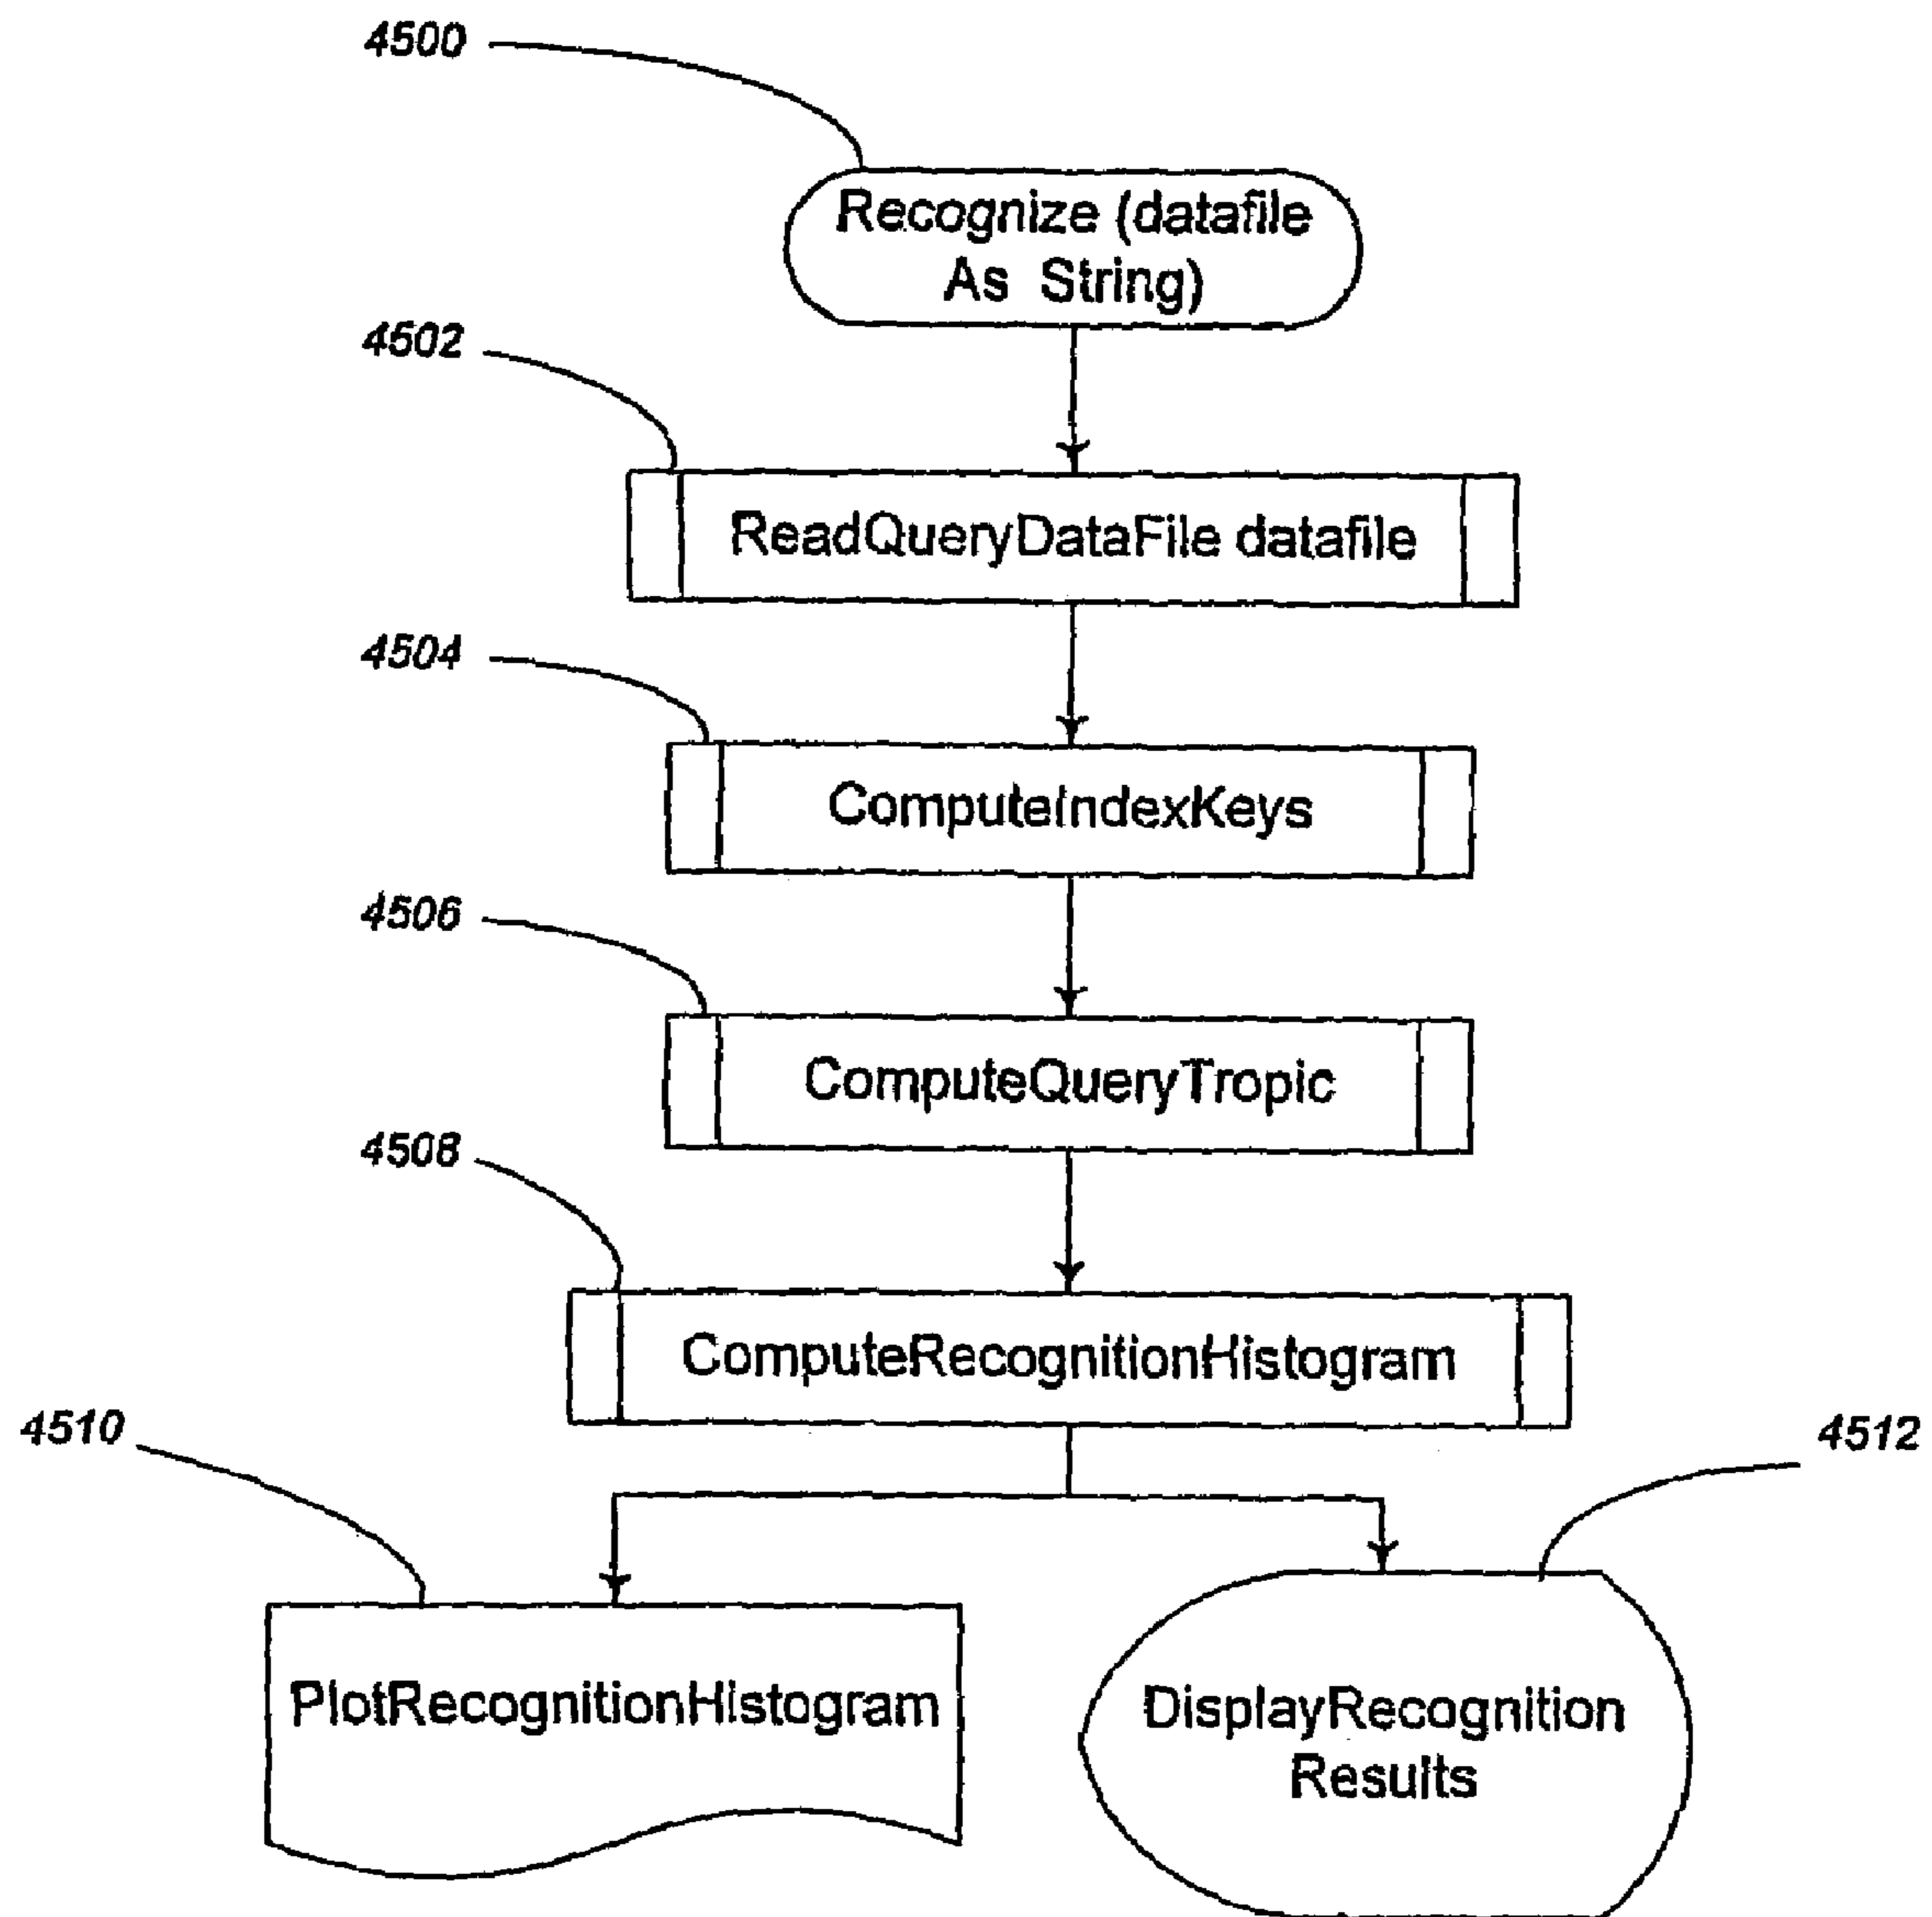 4500
Recognize (datafile
As String)
4502
ReadQueryDataFile datafile
4504
ComputeIndexKeys
4506
ComputeQueryTropic
4508
ComputeRecognitionHistogram
4510
4512
PlotRecognitionHistogram
DisplayRecognition
Results